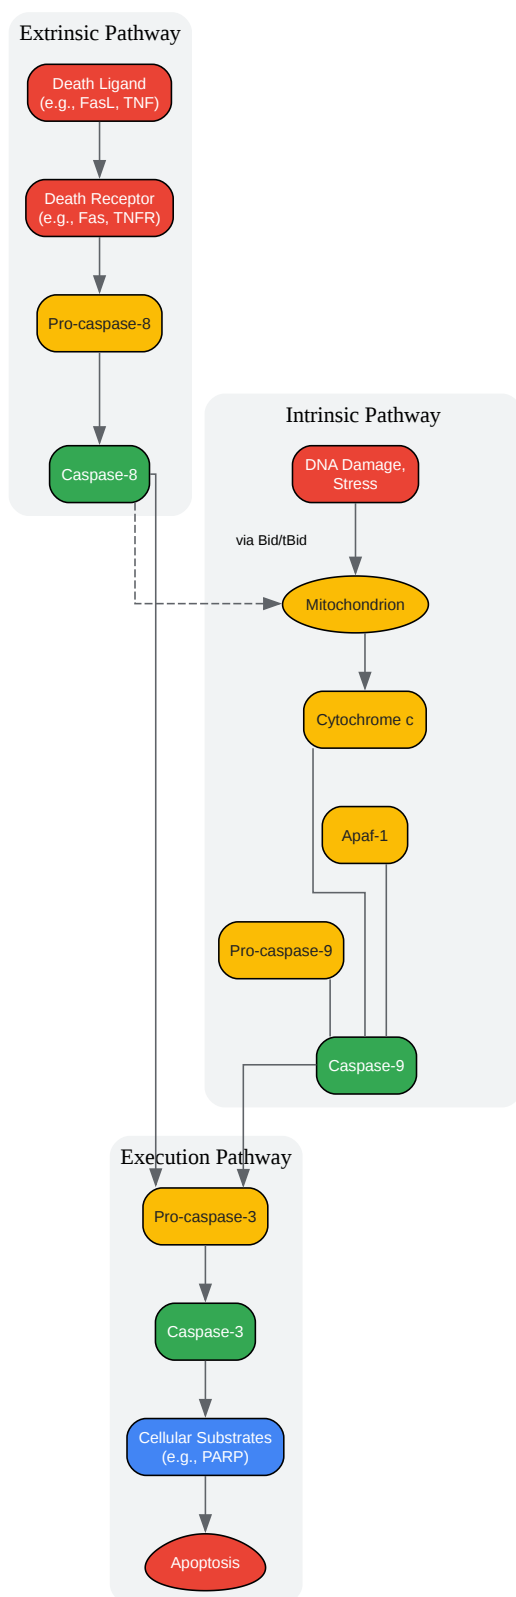 Extrinsic Pathway
Death Ligand
(e.g., FasL, TNF)
Death Receptor
(e.g., Fas, TNFR)
Pro-caspase-8
Caspase-8
Intrinsic Pathway
DNA Damage,
Stress
via Bid/tBid
Mitochondrion
Cytochrome c
Apaf-1
Pro-caspase-9
Caspase-9
Execution Pathway
Pro-caspase-3
Caspase-3
Cellular Substrates
(e.g., PARP)
Apoptosis